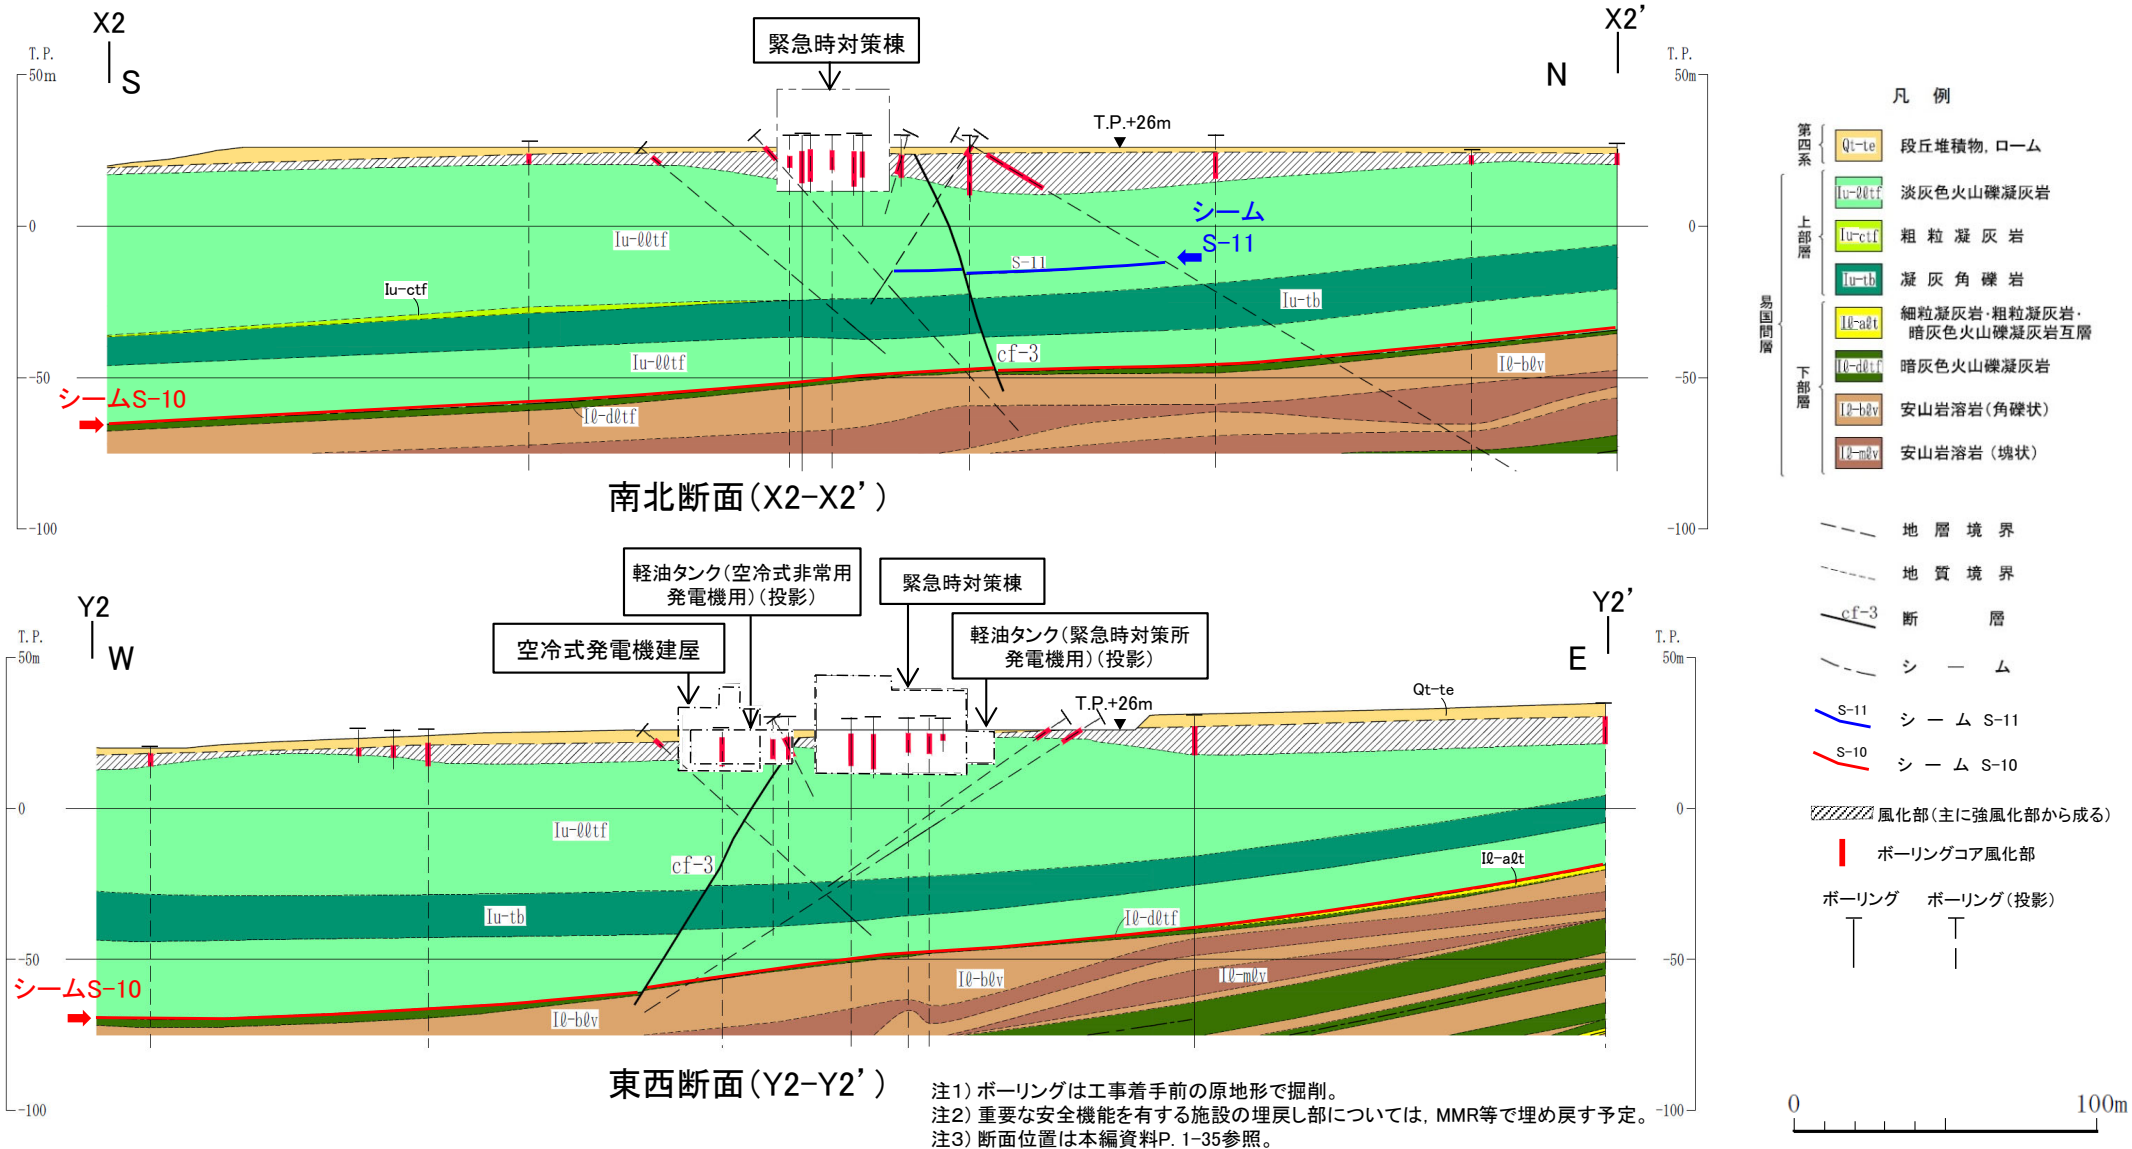 X2
X2’
T.P.
50m
0
-50
-100
S
N
緊急時対策棟
T.P.+26m
T.P.
50m
0
-50
-100
シーム
S-11
S-11
Iu-ℓℓtf
Iu-ctf
Iu-tb
Iu-ℓℓtf
cf-3
Iℓ-bℓv
シームS-10
Iℓ-dℓtf
南北断面(X2-X2’)
Y2
Y2’
T.P.
50m
0
-50
-100
W
E
軽油タンク(空冷式非常用
発電機用)(投影)
緊急時対策棟
空冷式発電機建屋
軽油タンク(緊急時対策所
発電機用)(投影)
T.P.+26m
Qt-te
T.P.
50m
0
-50
-100
Iu-ℓℓtf
cf-3
Iℓ-aℓt
Iu-tb
Iℓ-dℓtf
Iℓ-bℓv
Iℓ-mℓv
シームS-10
Iℓ-bℓv
東西断面(Y2-Y2’)
注1) ボーリングは工事着手前の原地形で掘削。
注2) 重要な安全機能を有する施設の埋戻し部については, MMR等で埋め戻す予定。
注3) 断面位置は本編資料P. 1-35参照。
凡 例
第四系
Qt-te 段丘堆積物, ローム
易国間層
上部層
Iu-ℓℓtf 淡灰色火山礫凝灰岩
Iu-ctf 粗粒凝灰岩
Iu-tb 凝灰角礫岩
下部層
Iℓ-aℓt 細粒凝灰岩・粗粒凝灰岩・
暗灰色火山礫凝灰岩互層
Iℓ-dℓtf 暗灰色火山礫凝灰岩
Iℓ-bℓv 安山岩溶岩(角礫状)
Iℓ-mℓv 安山岩溶岩(塊状)
地層境界
地質境界
cf-3 断層
シーム
S-11 シーム S-11
S-10 シーム S-10
風化部(主に強風化部から成る)
ボーリングコア風化部
ボーリング ボーリング(投影)
0 100m